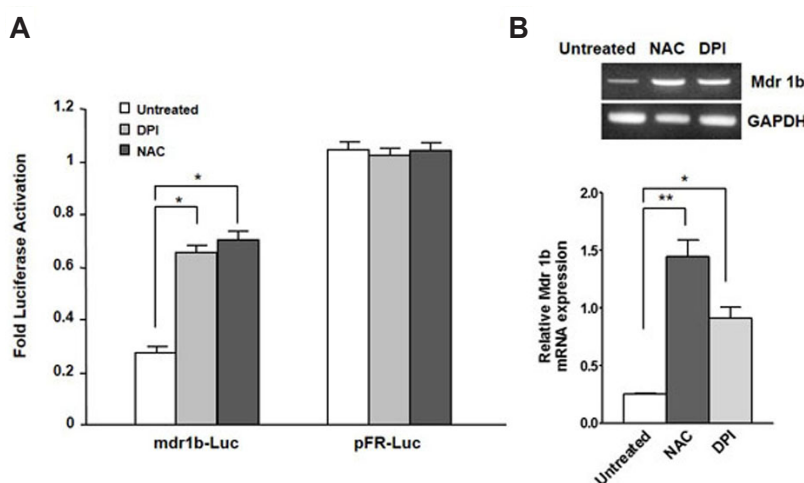 A
Fold Luciferase Activation
1.2
1
0.8
0.6
0.4
0.2
0
Untreated
DPI
NAC
*
*
mdr1b-Luc
pFR-Luc
B
Untreated NAC DPI
Mdr 1b
GAPDH
Relative Mdr 1b
mRNA expression
2.0
1.5
1.0
0.5
0.0
*
**
Untreated
NAC
DPI